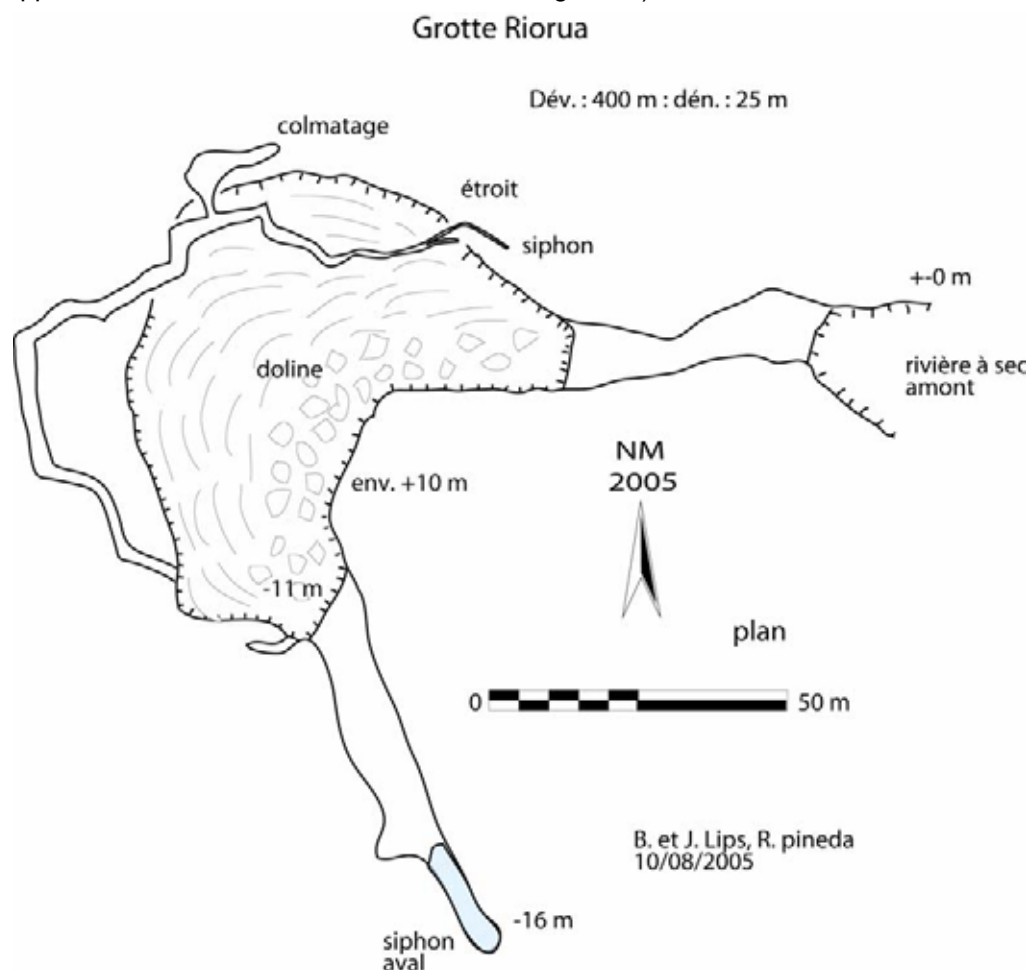 Grotte Riorua
Dév. : 400 m : dén. : 25 m
colmatage
étroit
siphon
+-0 m
rivière à sec
amont
doline
NM
2005
env. +10 m
-11 m
plan
0
50 m
B. et J. Lips, R. pineda
10/08/2005
-16 m
siphon
aval